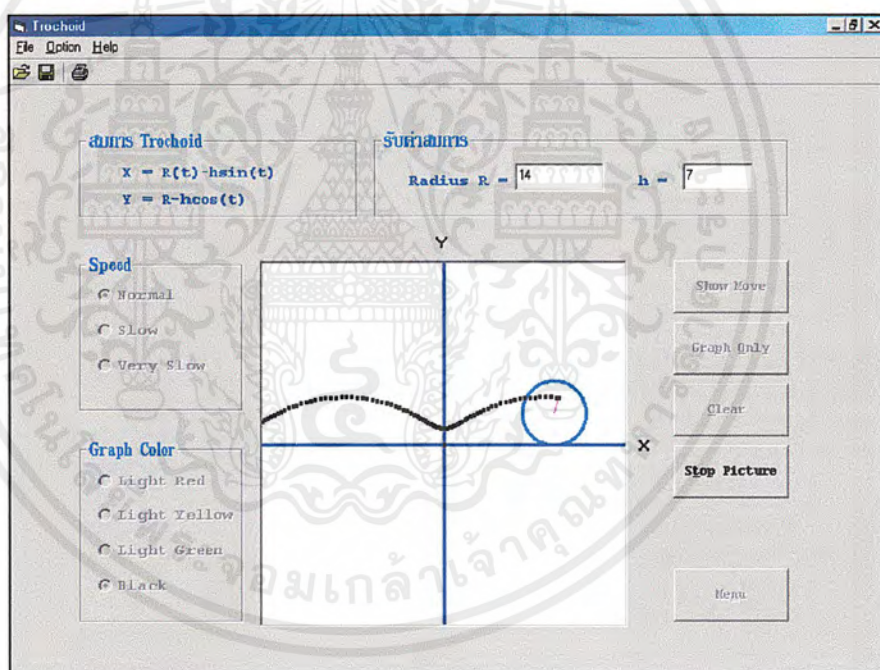 Trochoid
File Option Help
สมการ Trochoid
X = R(t)-hsin(t)
Y = R-hcos(t)
รับค่าสมการ
Radius R = 14 h = 7
Speed
Normal
Slow
Very Slow
Graph Color
Light Red
Light Yellow
Light Green
Black
Y
X
Show Move
Graph Only
Clear
Stop Picture
Menu